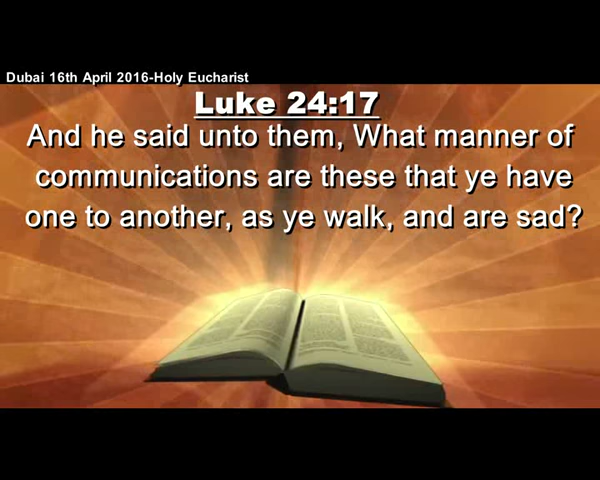 Dubai 16th April 2016-Holy Eucharist
Luke 24:17
And he said unto them, What manner of
communications are these that ye have
one to another, as ye walk, and are sad?